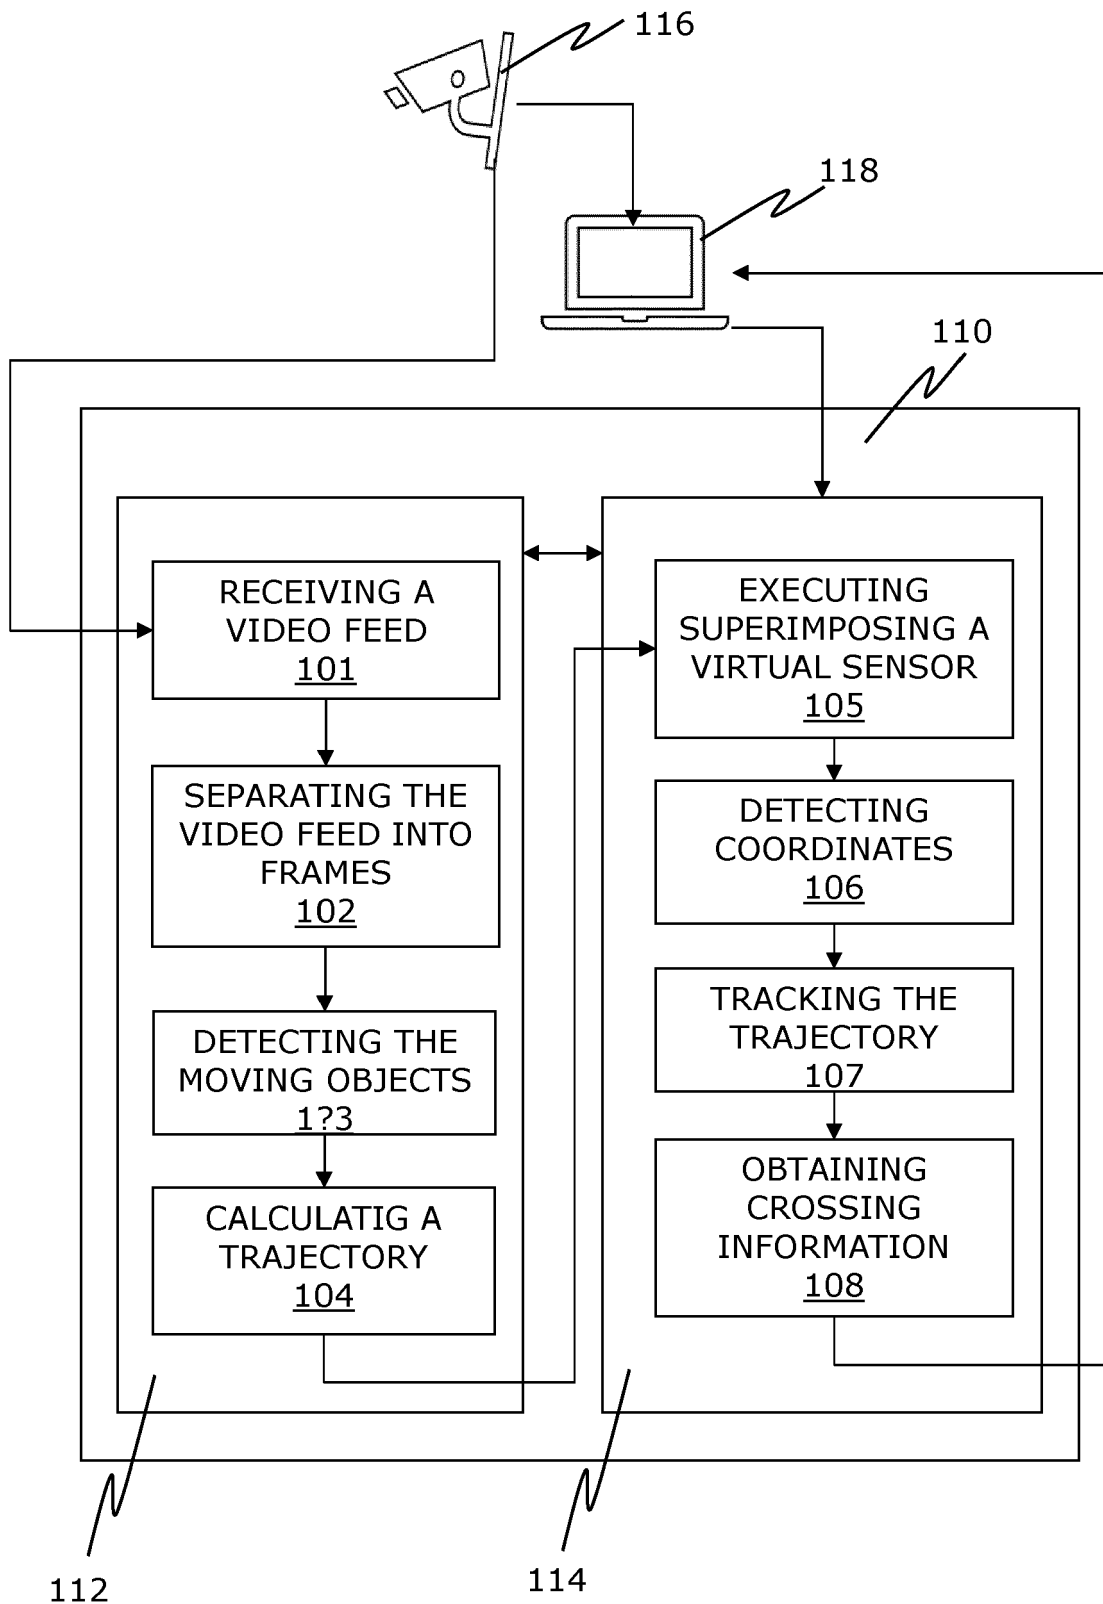 116
118
110
RECEIVING A
VIDEO FEED
101
SEPARATING THE
VIDEO FEED INTO
FRAMES
102
DETECTING THE
MOVING OBJECTS
1?3
CALCULATIG A
TRAJECTORY
104
EXECUTING
SUPERIMPOSING A
VIRTUAL SENSOR
105
DETECTING
COORDINATES
106
TRACKING THE
TRAJECTORY
107
OBTAINING
CROSSING
INFORMATION
108
112
114